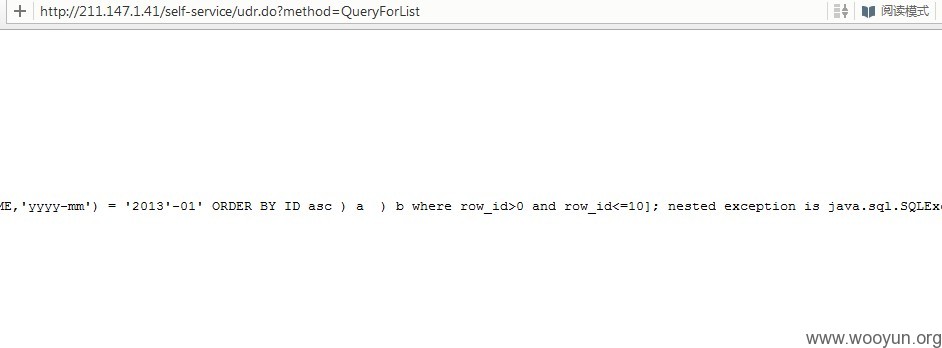 http://211.147.1.41/self-service/udr.do?method=QueryForList
阅读模式
ME,'yyyy-mm') = '2013'-01' ORDER BY ID asc ) a  ) b where row_id>0 and row_id<=10]; nested exception is java.sql.SQLExc
www.wooyun.org